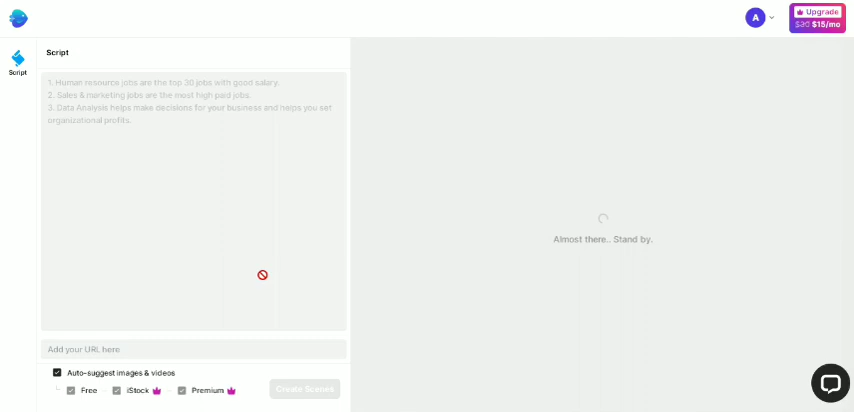 A
Upgrade
$30 $15/mo
Script
Script
1. Human resource jobs are the top 30 jobs with good salary.
2. Sales & marketing jobs are the most high paid jobs.
3. Data Analysis helps make decisions for your business and helps you set
organizational profits.
Almost there.. Stand by.
Add your URL here
Auto-suggest images & videos
Free
iStock
Premium
Create Scenes